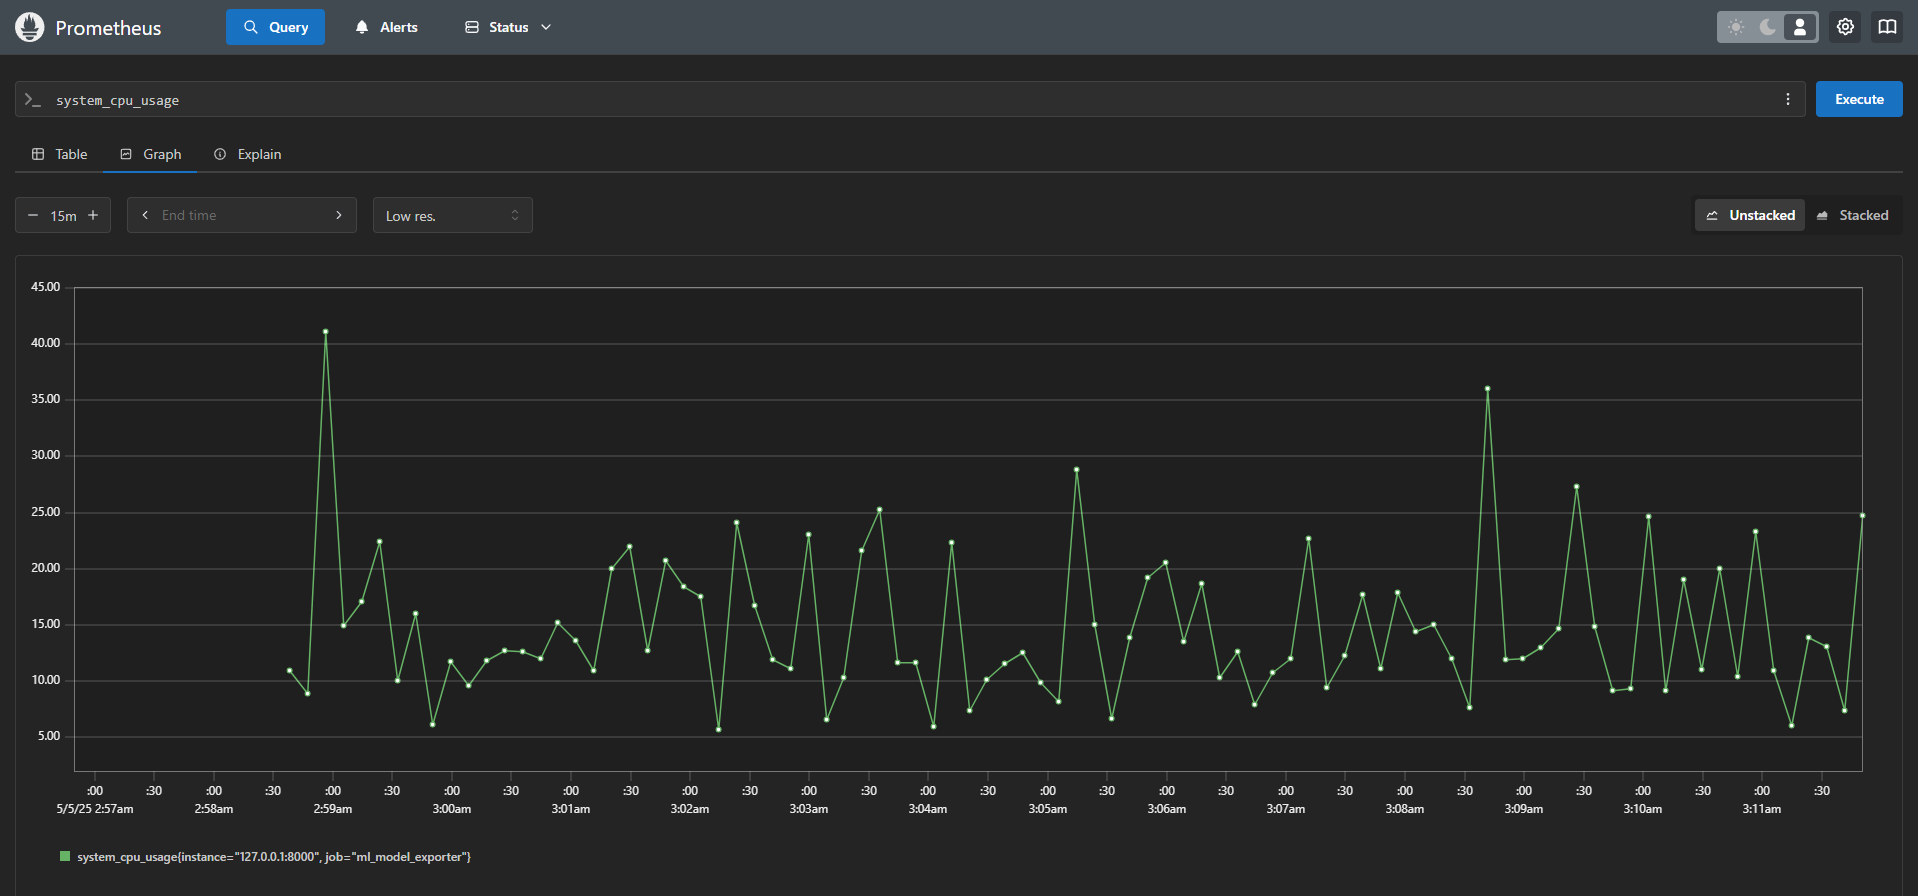 Prometheus
Query
Alerts
Status
system_cpu_usage
Execute
Table
Graph
Explain
15m
End time
Low res.
Unstacked
Stacked
45.00
40.00
35.00
30.00
25.00
20.00
15.00
10.00
5.00
:00 :30 :00 :30 :00 :30 :00 :30 :00 :30 :00 :30 :00 :30 :00 :30 :00 :30 :00 :30 :00 :30 :00 :30 :00 :30 :00 :30 :00 :30
5/5/25 2:57am 2:58am 2:59am 3:00am 3:01am 3:02am 3:03am 3:04am 3:05am 3:06am 3:07am 3:08am 3:09am 3:10am 3:11am
system_cpu_usage{instance="127.0.0.1:8000", job="ml_model_exporter"}